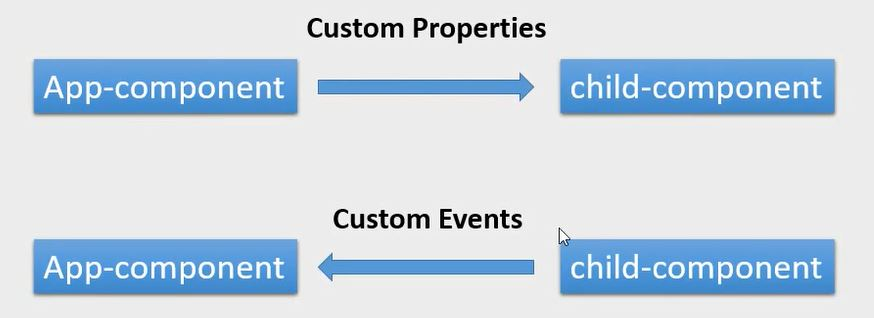 Custom Properties
App-component
child-component
Custom Events
App-component
child-component